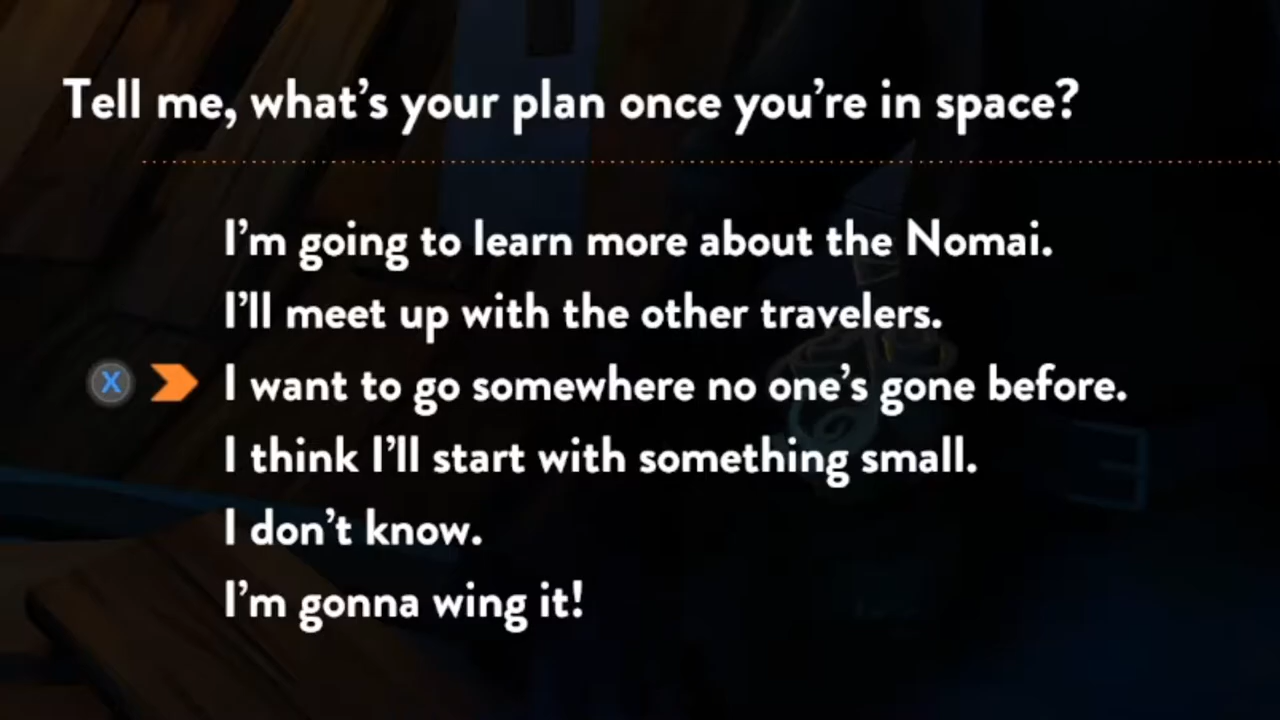 Tell me, what's your plan once you're in space?
I'm going to learn more about the Nomai.
I'll meet up with the other travelers.
X
I want to go somewhere no one's gone before.
I think I'll start with something small.
I don't know.
I'm gonna wing it!